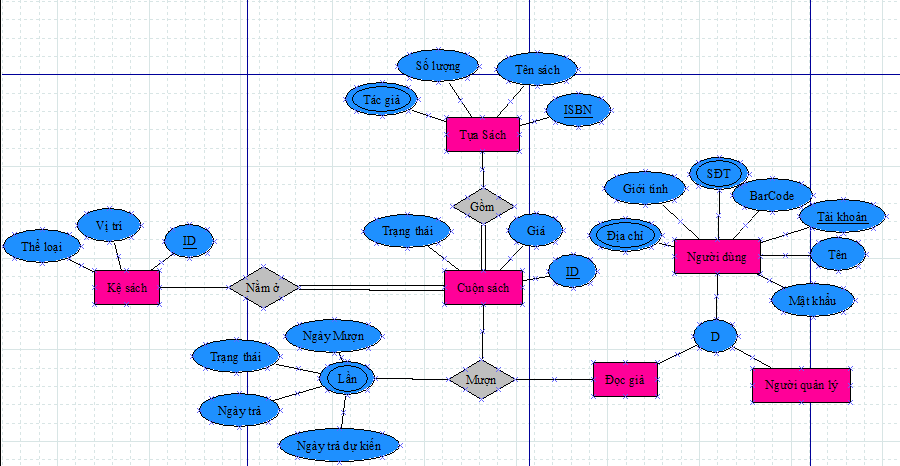 Số lượng
Tên sách
Tác giả
ISBN
Tựa Sách
SĐT
Giới tính
BarCode
Gồm
Vị trí
Trạng thái
Giá
Tài khoản
Thể loại
ID
Địa chỉ
Người dùng
Tên
ID
Kệ sách
Nằm ở
Cuốn sách
Mật khẩu
Ngày Mượn
D
Trạng thái
Lần
Mượn
Đọc giả
Người quản lý
Ngày trả
Ngày trả dự kiến